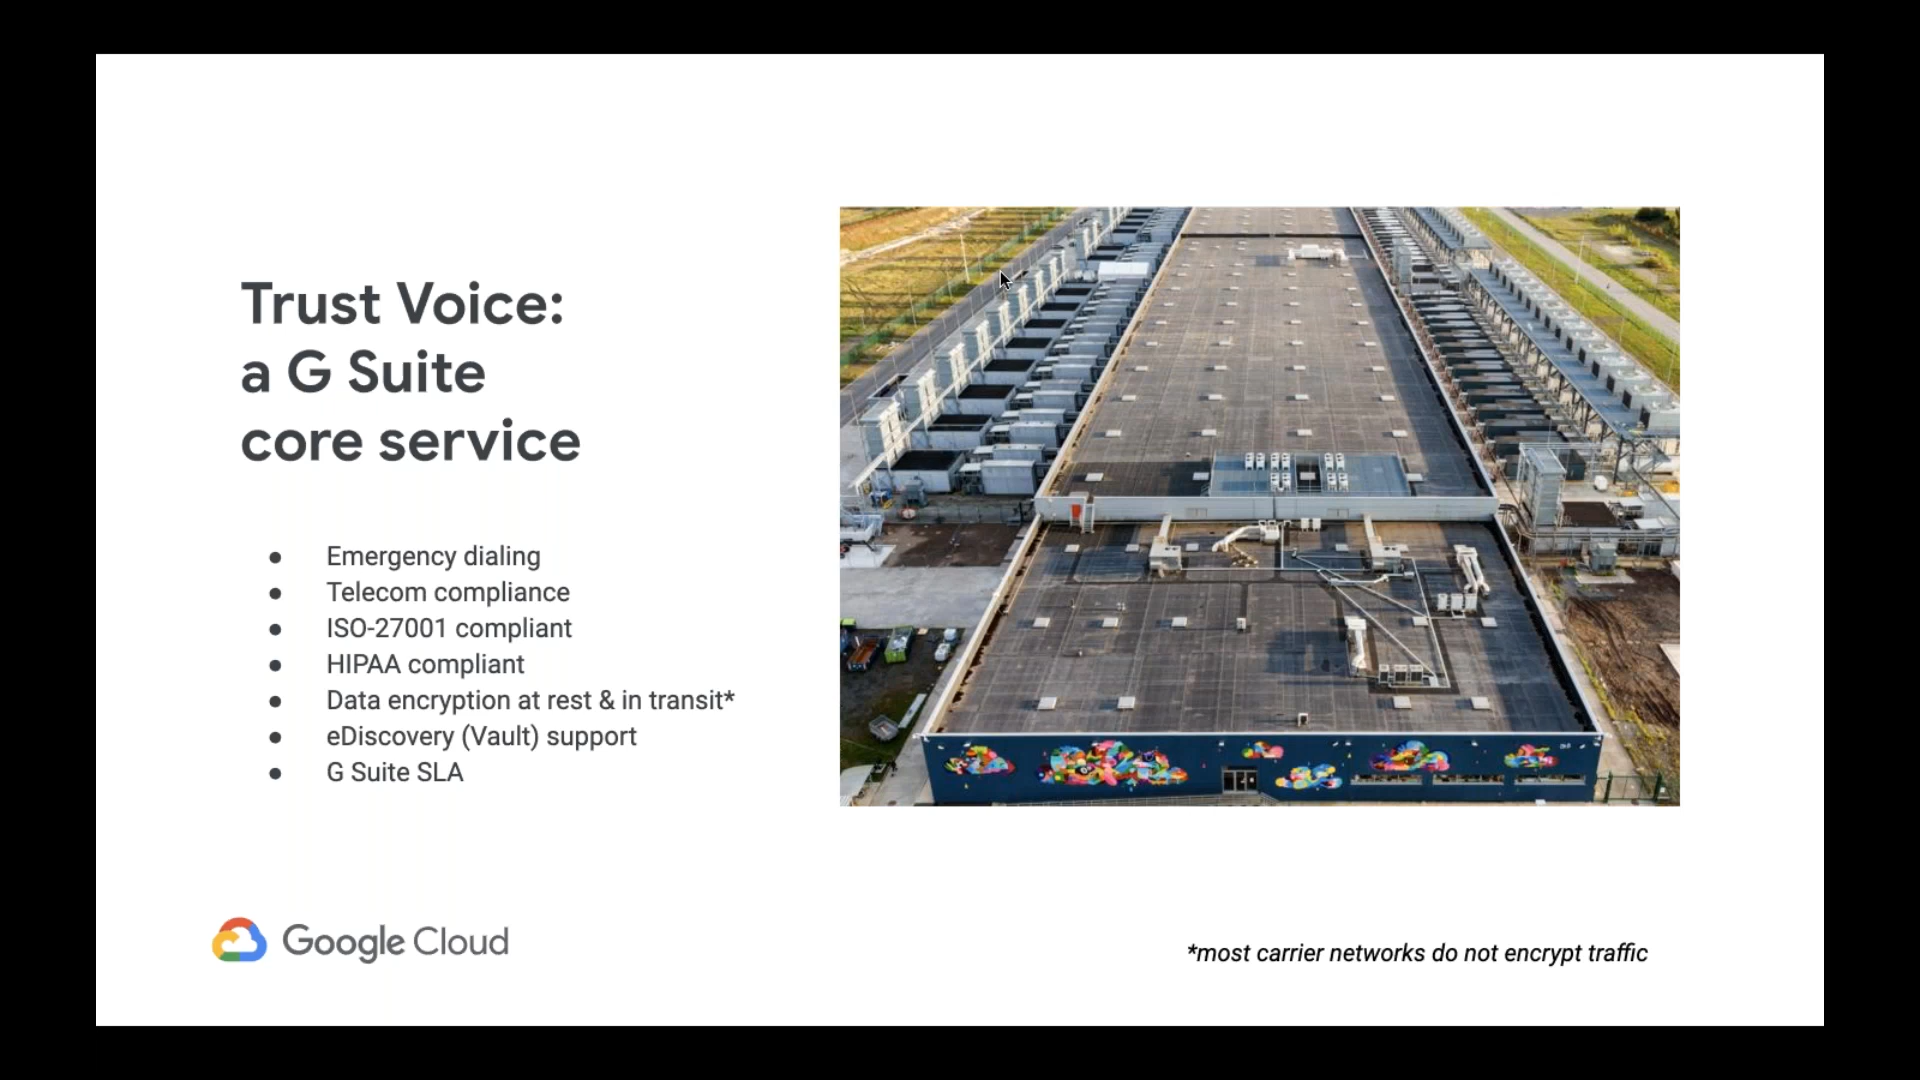 Trust Voice:
a G Suite
core service
● Emergency dialing
● Telecom compliance
● ISO-27001 compliant
● HIPAA compliant
● Data encryption at rest & in transit*
● eDiscovery (Vault) support
● G Suite SLA
Google Cloud
*most carrier networks do not encrypt traffic